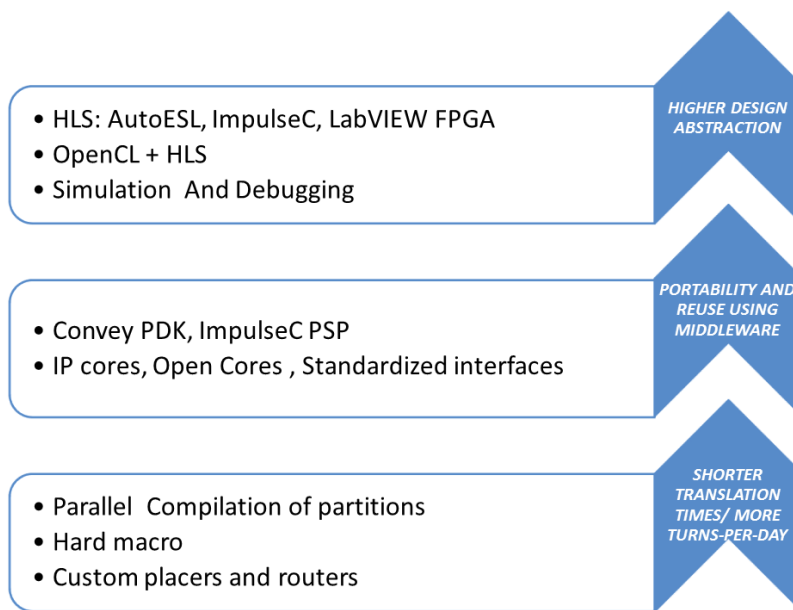 • HLS: AutoESL, ImpulseC, LabVIEW FPGA
• OpenCL + HLS
• Simulation And Debugging
HIGHER DESIGN
ABSTRACTION
• Convey PDK, ImpulseC PSP
• IP cores, Open Cores , Standardized interfaces
PORTABILITY AND
REUSE USING
MIDDLEWARE
• Parallel Compilation of partitions
• Hard macro
• Custom placers and routers
SHORTER
TRANSLATION
TIMES/ MORE
TURNS-PER-DAY